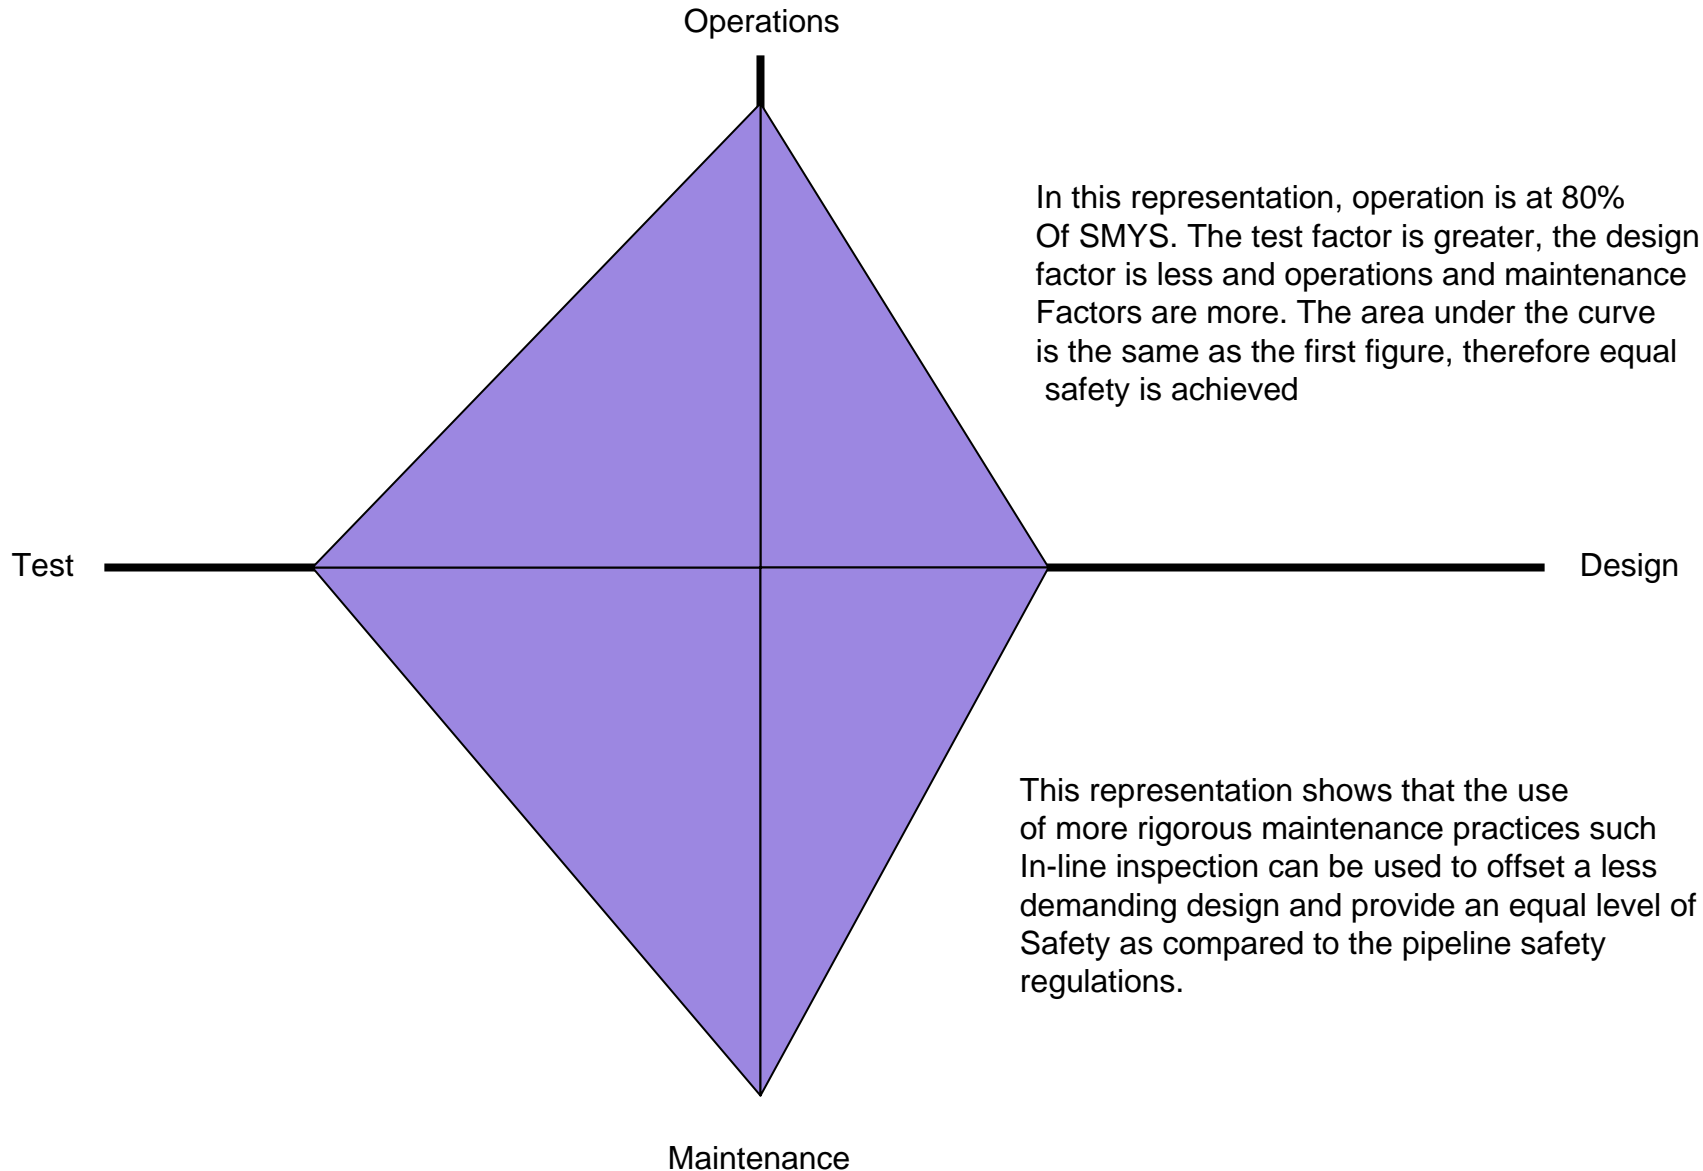 Operations
In this representation, operation is at 80%
Of SMYS. The test factor is greater, the design
factor is less and operations and maintenance
Factors are more. The area under the curve
is the same as the first figure, therefore equal
safety is achieved
Test
Design
This representation shows that the use
of more rigorous maintenance practices such
In-line inspection can be used to offset a less
demanding design and provide an equal level of
Safety as compared to the pipeline safety
regulations.
Maintenance